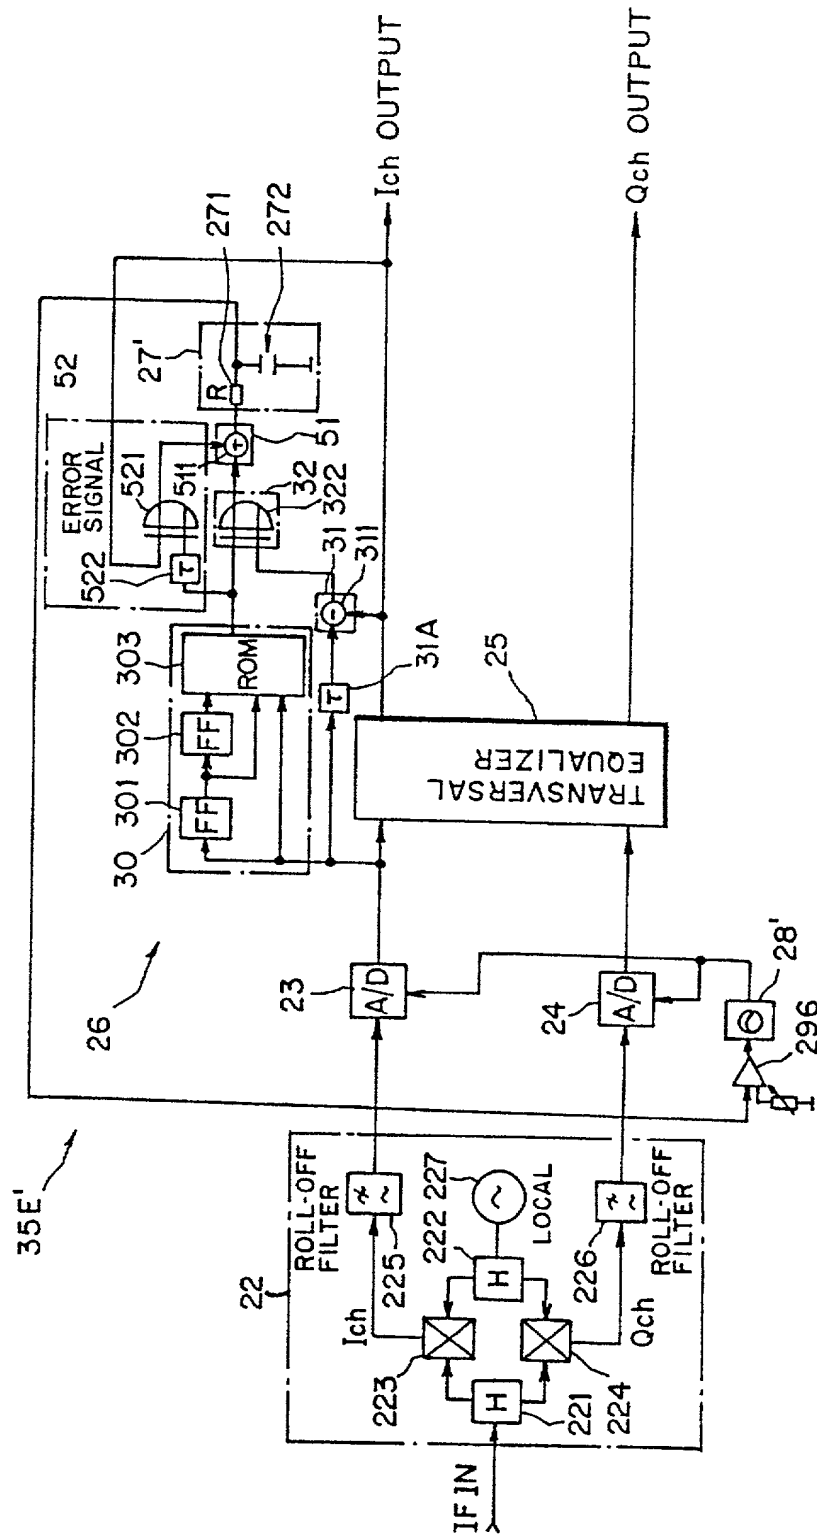 35E'
26
22
ROLL-OFF
FILTER
225
Ich
223
H
221
IF IN
H
222
227
LOCAL
224
Qch
226
ROLL-OFF
FILTER
23
A/D
24
A/D
28'
296
30
301
FF
302
FF
303
ROM
τ
31A
TRANSVERSAL
EQUALIZER
25
ERROR
SIGNAL
52
521
522
τ
511
+
51
32
322
31
-
311
27'
R
271
272
Ich OUTPUT
Qch OUTPUT